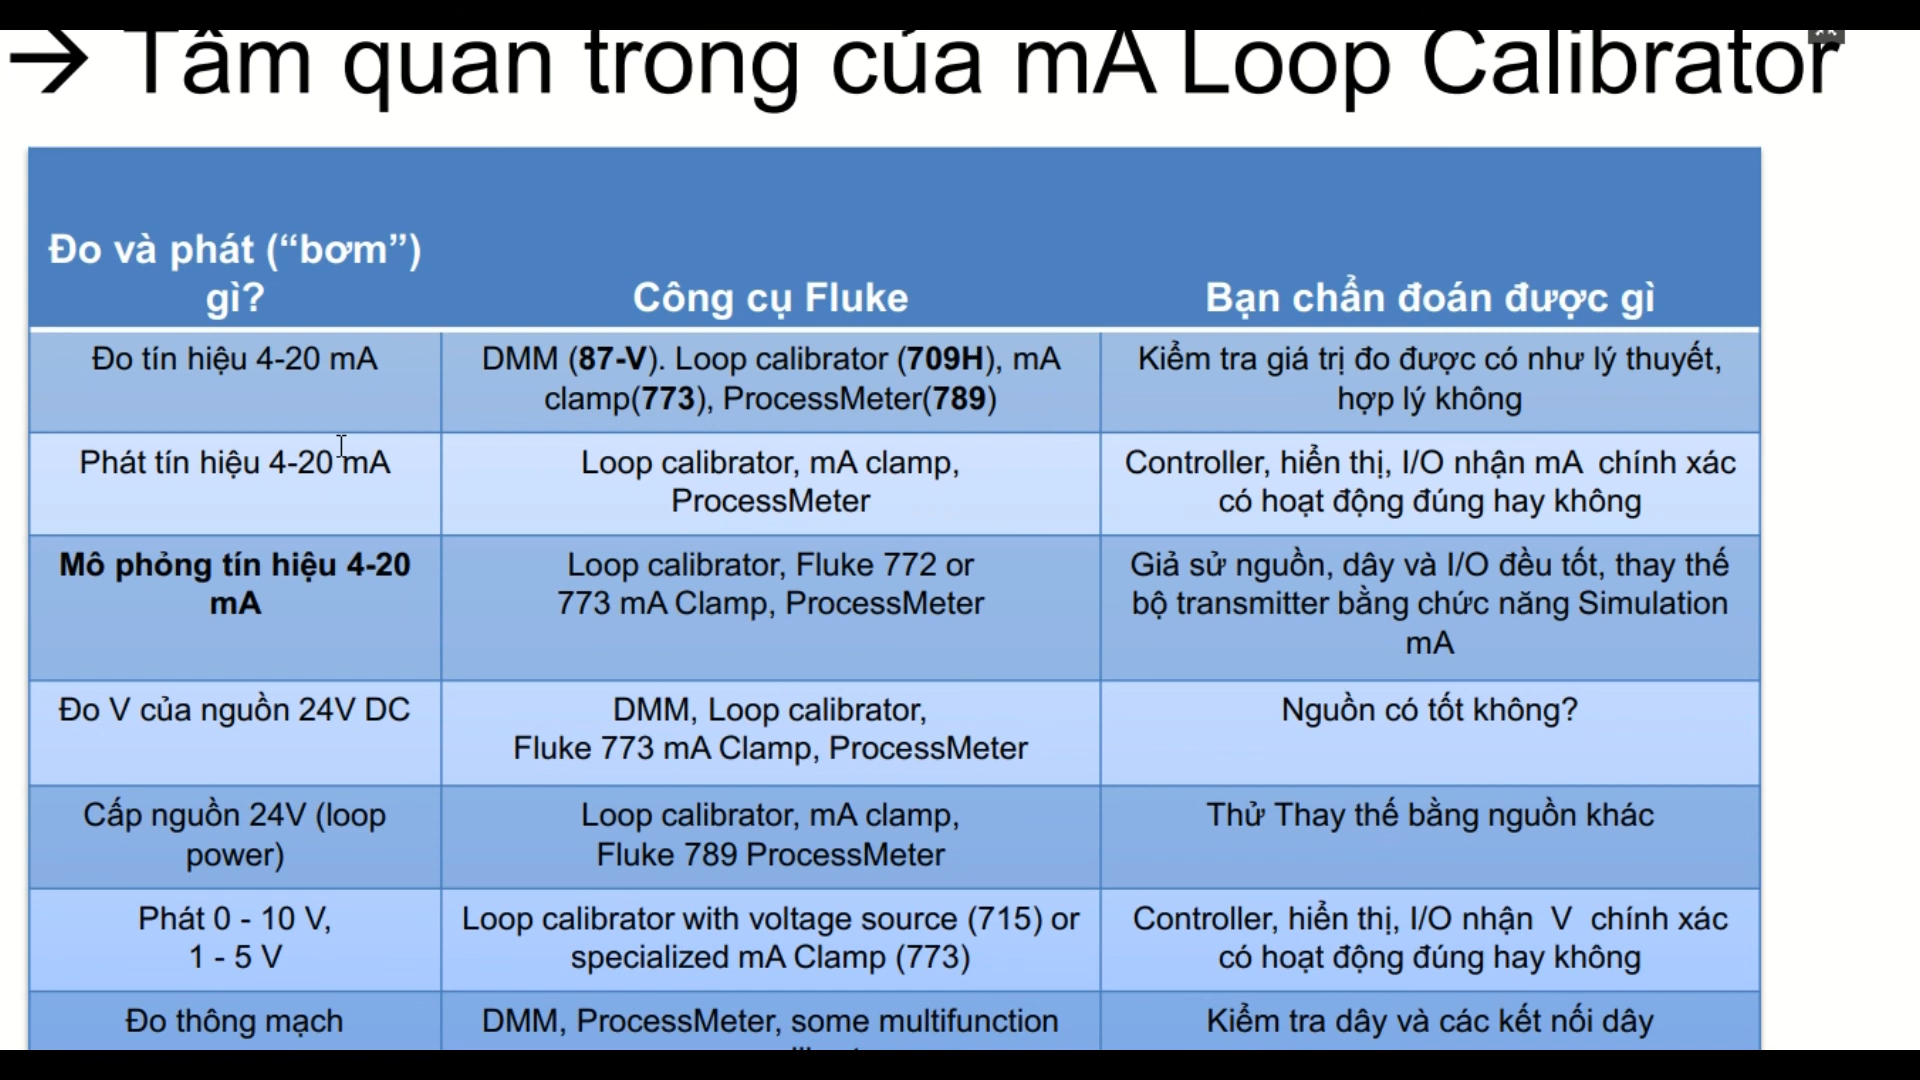 → Tầm quan trong của mA Loop Calibrator
Đo và phát (“bơm”)
gì?
Công cụ Fluke
Bạn chẩn đoán được gì
Đo tín hiệu 4-20 mA
DMM (87-V). Loop calibrator (709H), mA
clamp(773), ProcessMeter(789)
Kiểm tra giá trị đo được có như lý thuyết,
hợp lý không
Phát tín hiệu 4-20 mA
Loop calibrator, mA clamp,
ProcessMeter
Controller, hiển thị, I/O nhận mA chính xác
có hoạt động đúng hay không
Mô phỏng tín hiệu 4-20
mA
Loop calibrator, Fluke 772 or
773 mA Clamp, ProcessMeter
Giả sử nguồn, dây và I/O đều tốt, thay thế
bộ transmitter bằng chức năng Simulation
mA
Đo V của nguồn 24V DC
DMM, Loop calibrator,
Fluke 773 mA Clamp, ProcessMeter
Nguồn có tốt không?
Cấp nguồn 24V (loop
power)
Loop calibrator, mA clamp,
Fluke 789 ProcessMeter
Thử Thay thế bằng nguồn khác
Phát 0 - 10 V,
1 - 5 V
Loop calibrator with voltage source (715) or
specialized mA Clamp (773)
Controller, hiển thị, I/O nhận V chính xác
có hoạt động đúng hay không
Đo thông mạch
DMM, ProcessMeter, some multifunction
Kiểm tra dây và các kết nối dây